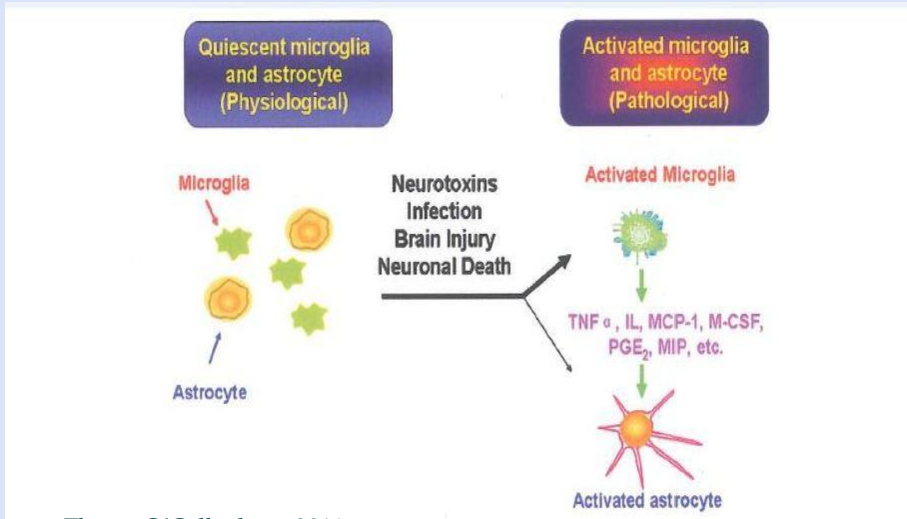 Quiescent microglia
and astrocyte
(Physiological)
Activated microglia
and astrocyte
(Pathological)
Microglia
Astrocyte
Neurotoxins
Infection
Brain Injury
Neuronal Death
Activated Microglia
TNF α, IL, MCP-1, M-CSF,
PGE₂, MIP, etc.
Activated astrocyte